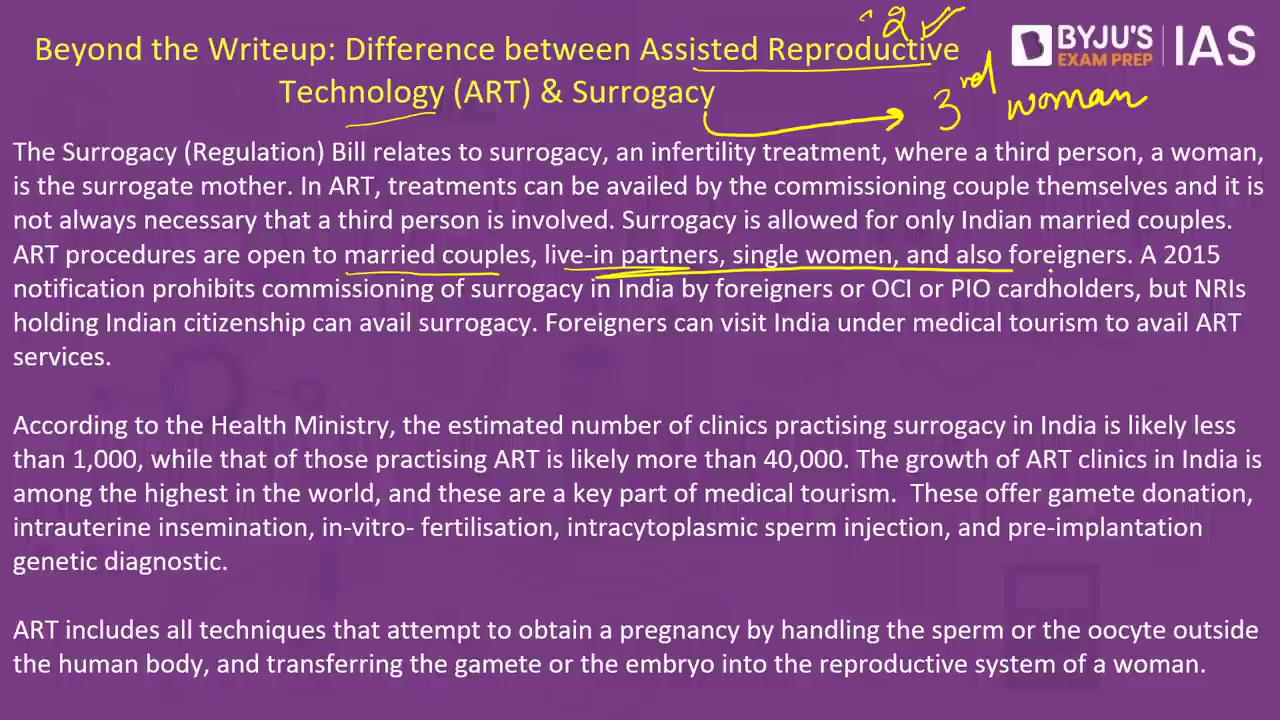 2
Beyond the Writeup: Difference between Assisted Reproductive
Technology (ART) & Surrogacy
3rd woman
BYJU'S
EXAM PREP
IAS
The Surrogacy (Regulation) Bill relates to surrogacy, an infertility treatment, where a third person, a woman,
is the surrogate mother. In ART, treatments can be availed by the commissioning couple themselves and it is
not always necessary that a third person is involved. Surrogacy is allowed for only Indian married couples.
ART procedures are open to married couples, live-in partners, single women, and also foreigners. A 2015
notification prohibits commissioning of surrogacy in India by foreigners or OCI or PIO cardholders, but NRIs
holding Indian citizenship can avail surrogacy. Foreigners can visit India under medical tourism to avail ART
services.
According to the Health Ministry, the estimated number of clinics practising surrogacy in India is likely less
than 1,000, while that of those practising ART is likely more than 40,000. The growth of ART clinics in India is
among the highest in the world, and these are a key part of medical tourism. These offer gamete donation,
intrauterine insemination, in-vitro- fertilisation, intracytoplasmic sperm injection, and pre-implantation
genetic diagnostic.
ART includes all techniques that attempt to obtain a pregnancy by handling the sperm or the oocyte outside
the human body, and transferring the gamete or the embryo into the reproductive system of a woman.